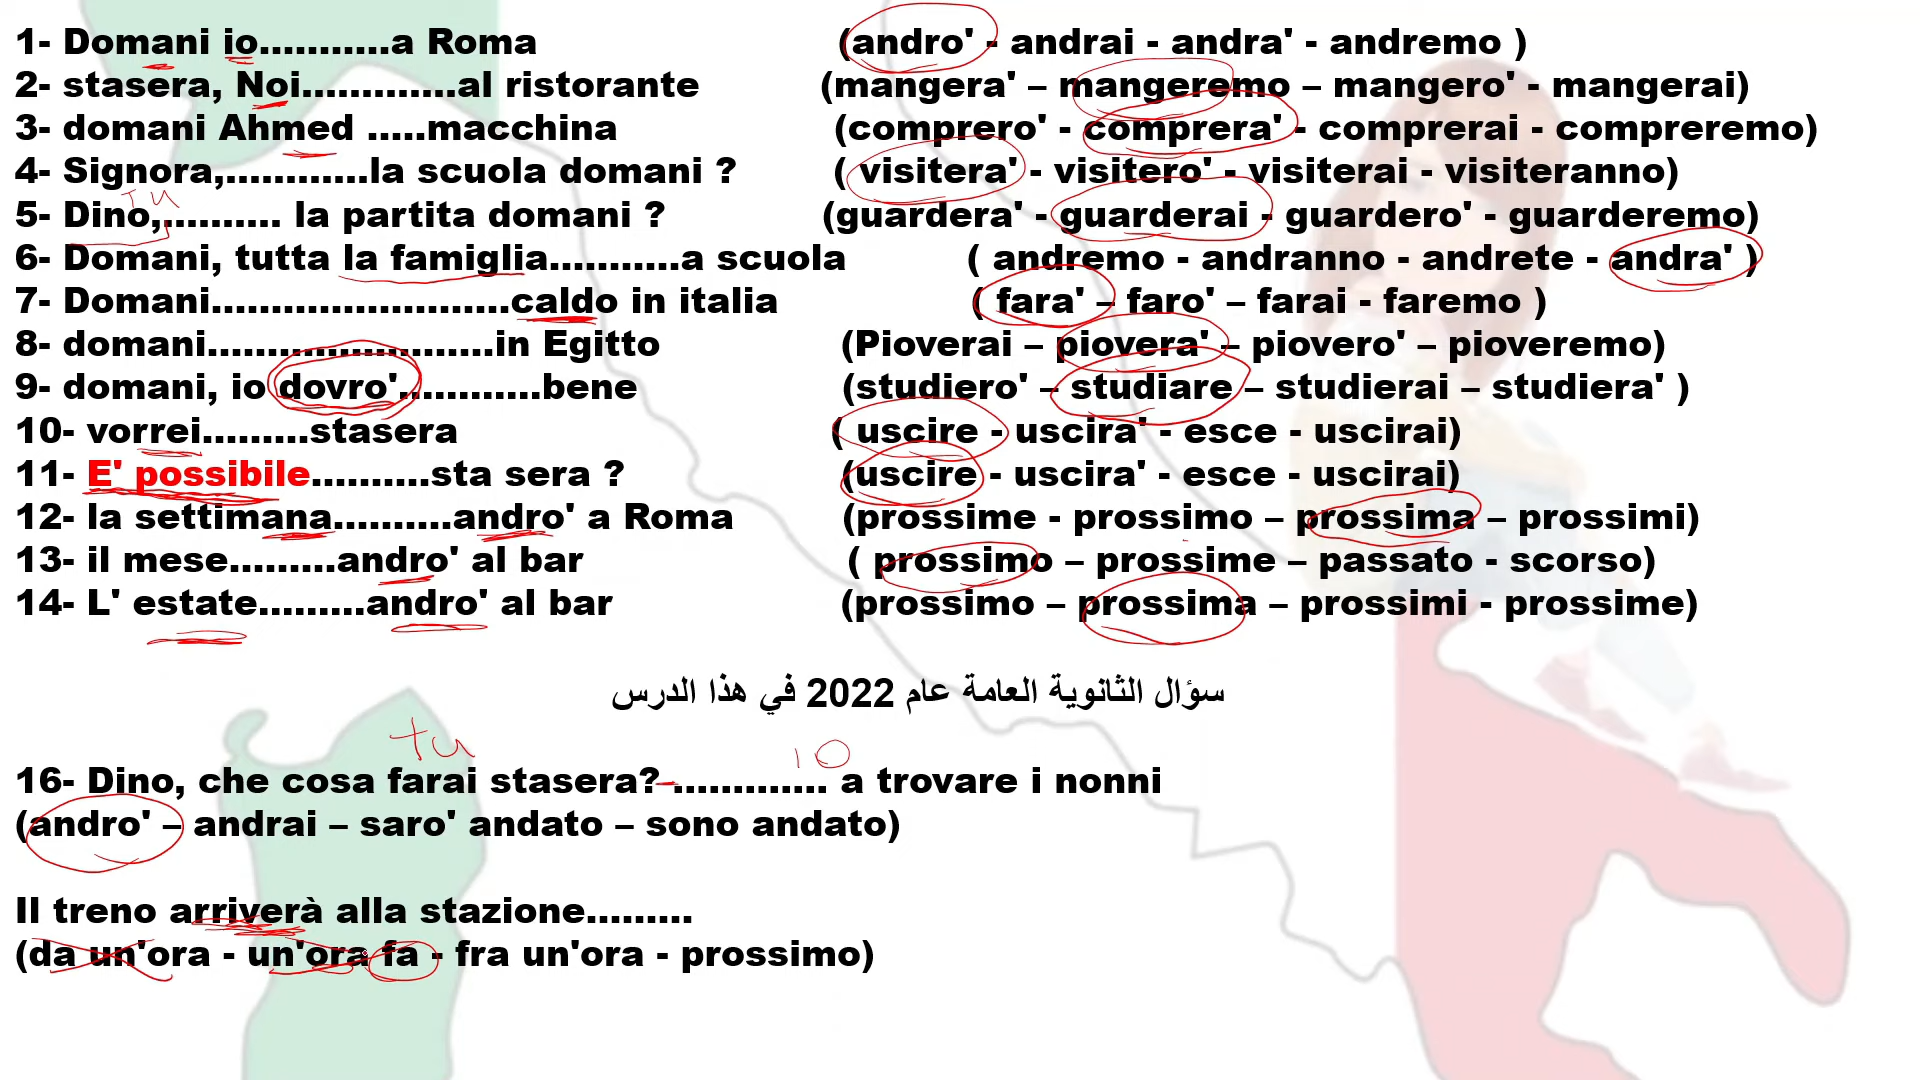 1- Domani io...........a Roma (andro' - andrai - andra' - andremo )
2- stasera, Noi.............al ristorante (mangera' – mangeremo – mangero' - mangerai)
3- domani Ahmed .....macchina (comprero' - comprera' - comprerai - compreremo)
4- Signora,............la scuola domani ? ( visitera' - visitero' - visiterai - visiteranno)
Tu
5- Dino,.......... la partita domani ? (guardera' - guarderai - guardero' - guarderemo)
6- Domani, tutta la famiglia...........a scuola ( andremo - andranno - andrete - andra' )
7- Domani.........................caldo in italia ( fara' – faro' – farai - faremo )
8- domani........................in Egitto (Pioverai – piovera' – piovero' – pioveremo)
9- domani, io dovro'............bene (studiero' – studiare – studierai – studiera' )
10- vorrei.........stasera ( uscire - uscira' - esce - uscirai)
11- E' possibile..........sta sera ? (uscire - uscira' - esce - uscirai)
12- la settimana..........andro' a Roma (prossime - prossimo – prossima – prossimi)
13- il mese.........andro' al bar ( prossimo – prossime – passato - scorso)
14- L' estate.........andro' al bar (prossimo – prossima – prossimi - prossime)
سؤال الثانوية العامة عام 2022 في هذا الدرس
tu io
16- Dino, che cosa farai stasera? ............. a trovare i nonni
(andro' – andrai – saro' andato – sono andato)
Il treno arriverà alla stazione.........
(da un'ora - un'ora fa - fra un'ora - prossimo)